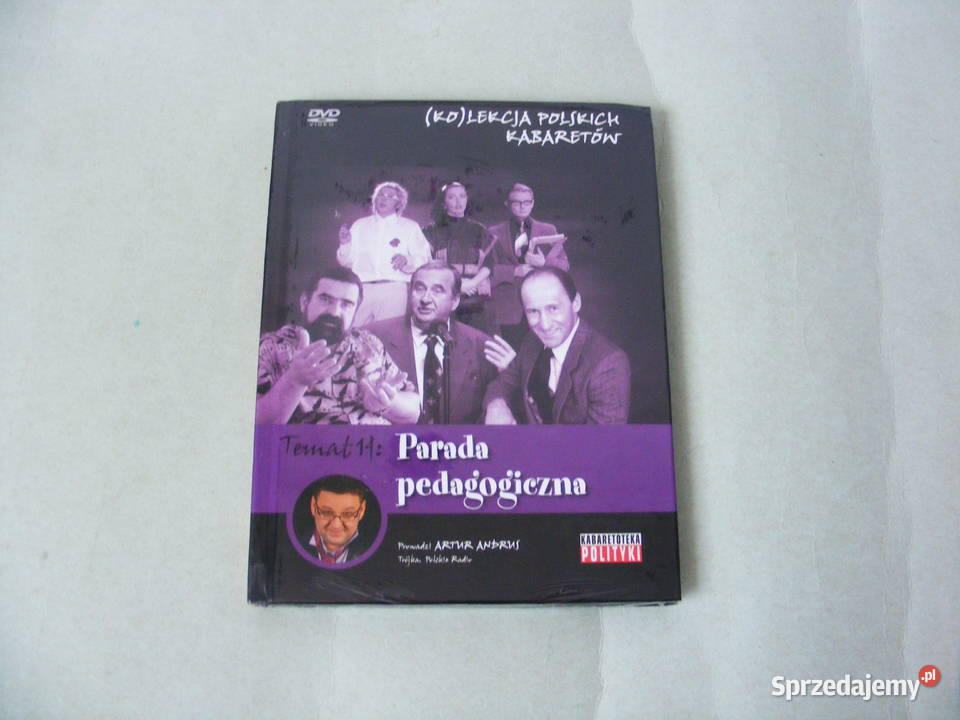 DVD
VIDEO
(KO)LEKCJA POLSKICH
KABARETÓW
Temat 14:
Parada
pedagogiczna
Prowadzi ARTUR ANDRUS
Trójka, Polskie Radio
KABARETOTEKA
POLITYKI
Sprzedajemy.pl